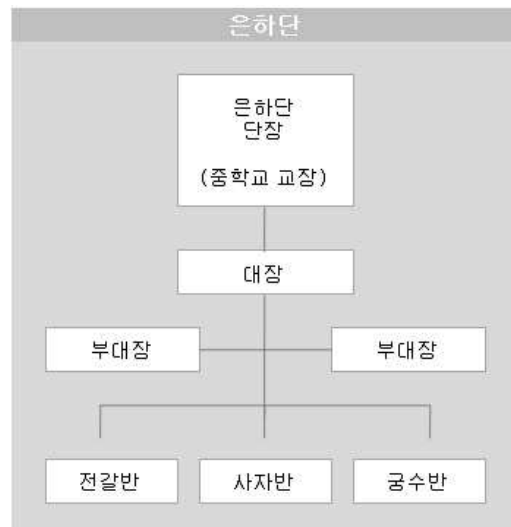 은하단
은하단
단장
(중학교 교장)
대장
부대장
부대장
전갈반
사자반
궁수반